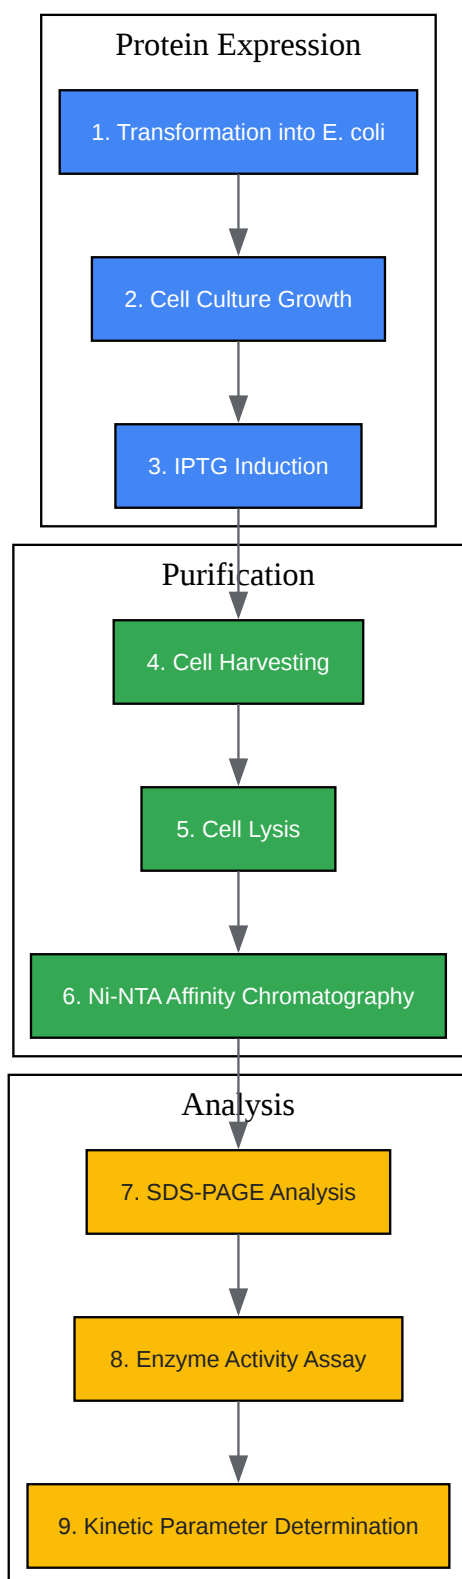 Protein Expression
1. Transformation into E. coli
2. Cell Culture Growth
3. IPTG Induction
Purification
4. Cell Harvesting
5. Cell Lysis
6. Ni-NTA Affinity Chromatography
Analysis
7. SDS-PAGE Analysis
8. Enzyme Activity Assay
9. Kinetic Parameter Determination